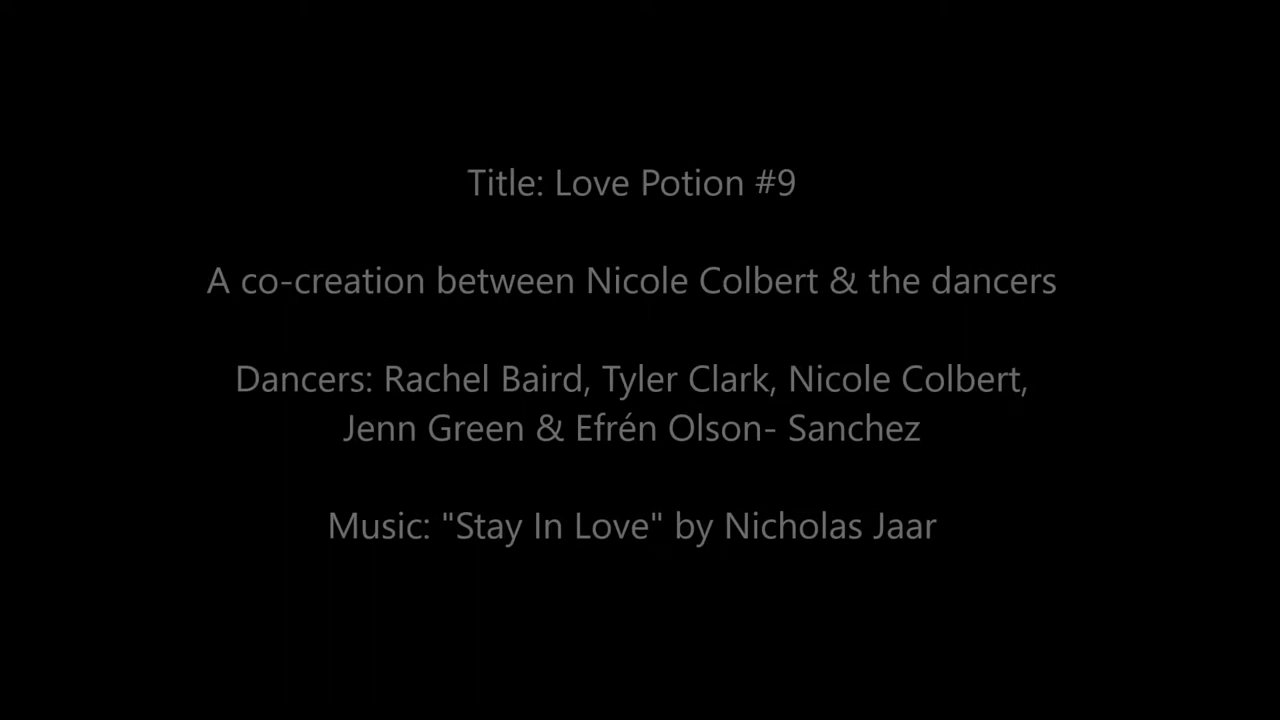 Title: Love Potion #9
A co-creation between Nicole Colbert & the dancers
Dancers: Rachel Baird, Tyler Clark, Nicole Colbert,
Jenn Green & Efrén Olson- Sanchez
Music: "Stay In Love" by Nicholas Jaar